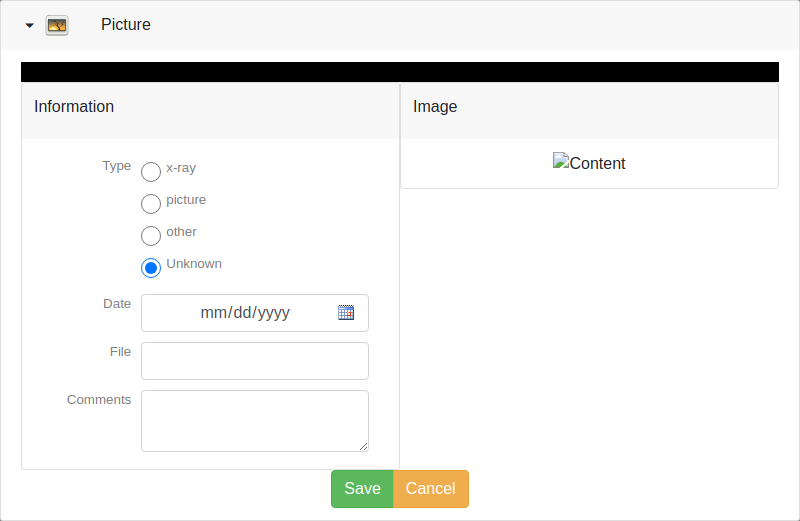 Picture
Information
Image
Type
x-ray
picture
other
Unknown
Date
mm/dd/yyyy
File
Comments
Content
Save
Cancel